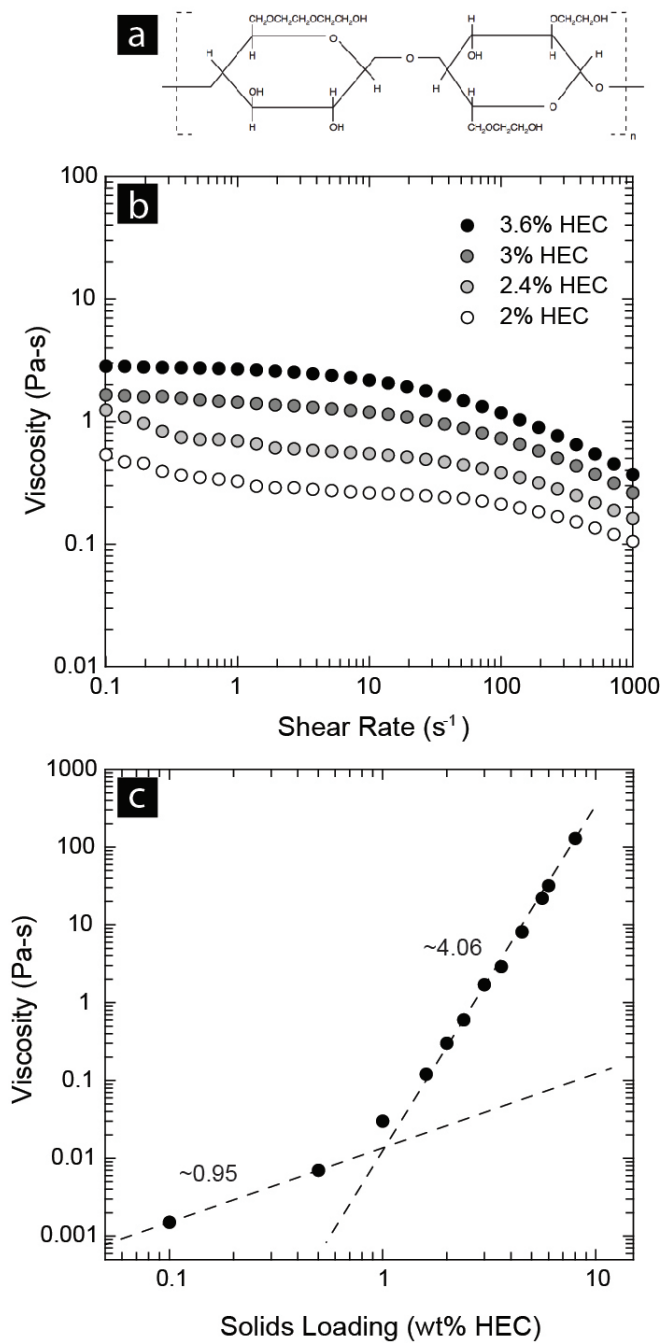 a
CH₂OCH₂CH₂OCH₂CH₂OH
H
OCH₂CH₂OH
H
O
H
H
H
O
OH
H
OH
H
H
H
O
H
OH
H
O
CH₂OCH₂CH₂OH
n
b
100
10
1
0.1
0.01
Viscosity (Pa-s)
3.6% HEC
3% HEC
2.4% HEC
2% HEC
0.1 1 10 100 1000
Shear Rate (s⁻¹)
c
1000
100
10
1
0.1
0.01
0.001
Viscosity (Pa-s)
~4.06
~0.95
0.1 1 10
Solids Loading (wt% HEC)